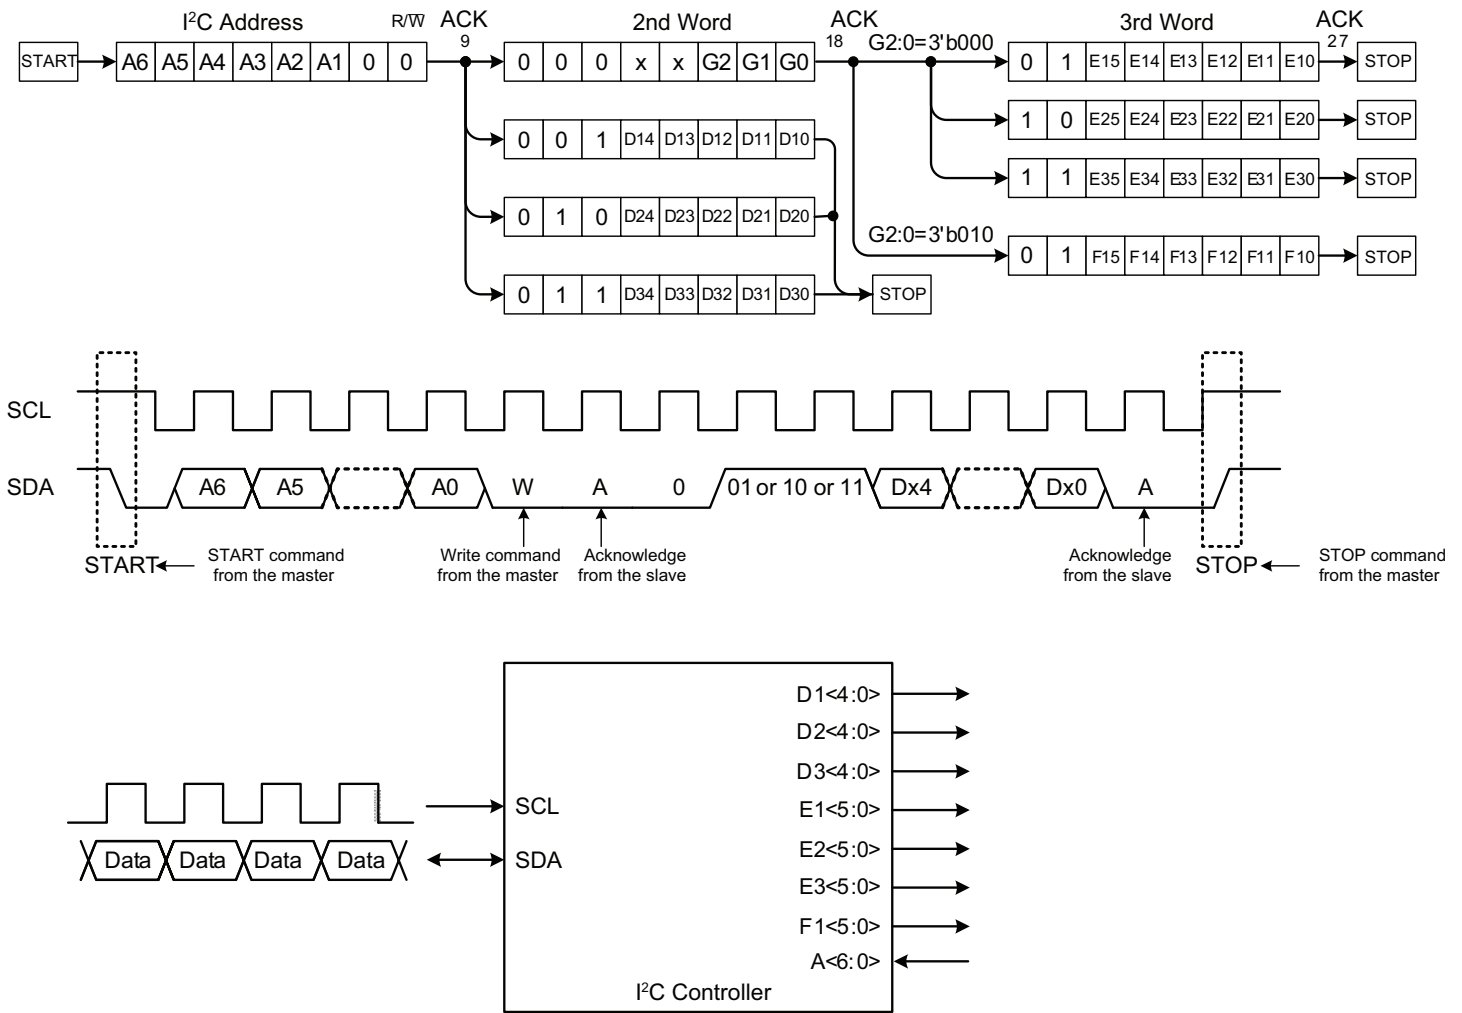 I²C Address R/W̅ ACK 2nd Word ACK 3rd Word ACK
9 18 G2:0=3'b000 27
START A6 A5 A4 A3 A2 A1 0 0 0 0 0 x x G2 G1 G0 0 1 E15 E14 E13 E12 E11 E10 STOP
1 0 E25 E24 E23 E22 E21 E20 STOP
0 0 1 D14 D13 D12 D11 D10
1 1 E35 E34 E33 E32 E31 E30 STOP
0 1 0 D24 D23 D22 D21 D20
G2:0=3'b010
0 1 F15 F14 F13 F12 F11 F10 STOP
0 1 1 D34 D33 D32 D31 D30 STOP
SCL
SDA A6 A5 A0 W A 0 01 or 10 or 11 Dx4 Dx0 A
START START command
from the master
Write command
from the master
Acknowledge
from the slave
Acknowledge
from the slave
STOP STOP command
from the master
D1<4:0>
D2<4:0>
D3<4:0>
SCL E1<5:0>
Data Data Data Data SDA E2<5:0>
E3<5:0>
F1<5:0>
A<6:0>
I²C Controller